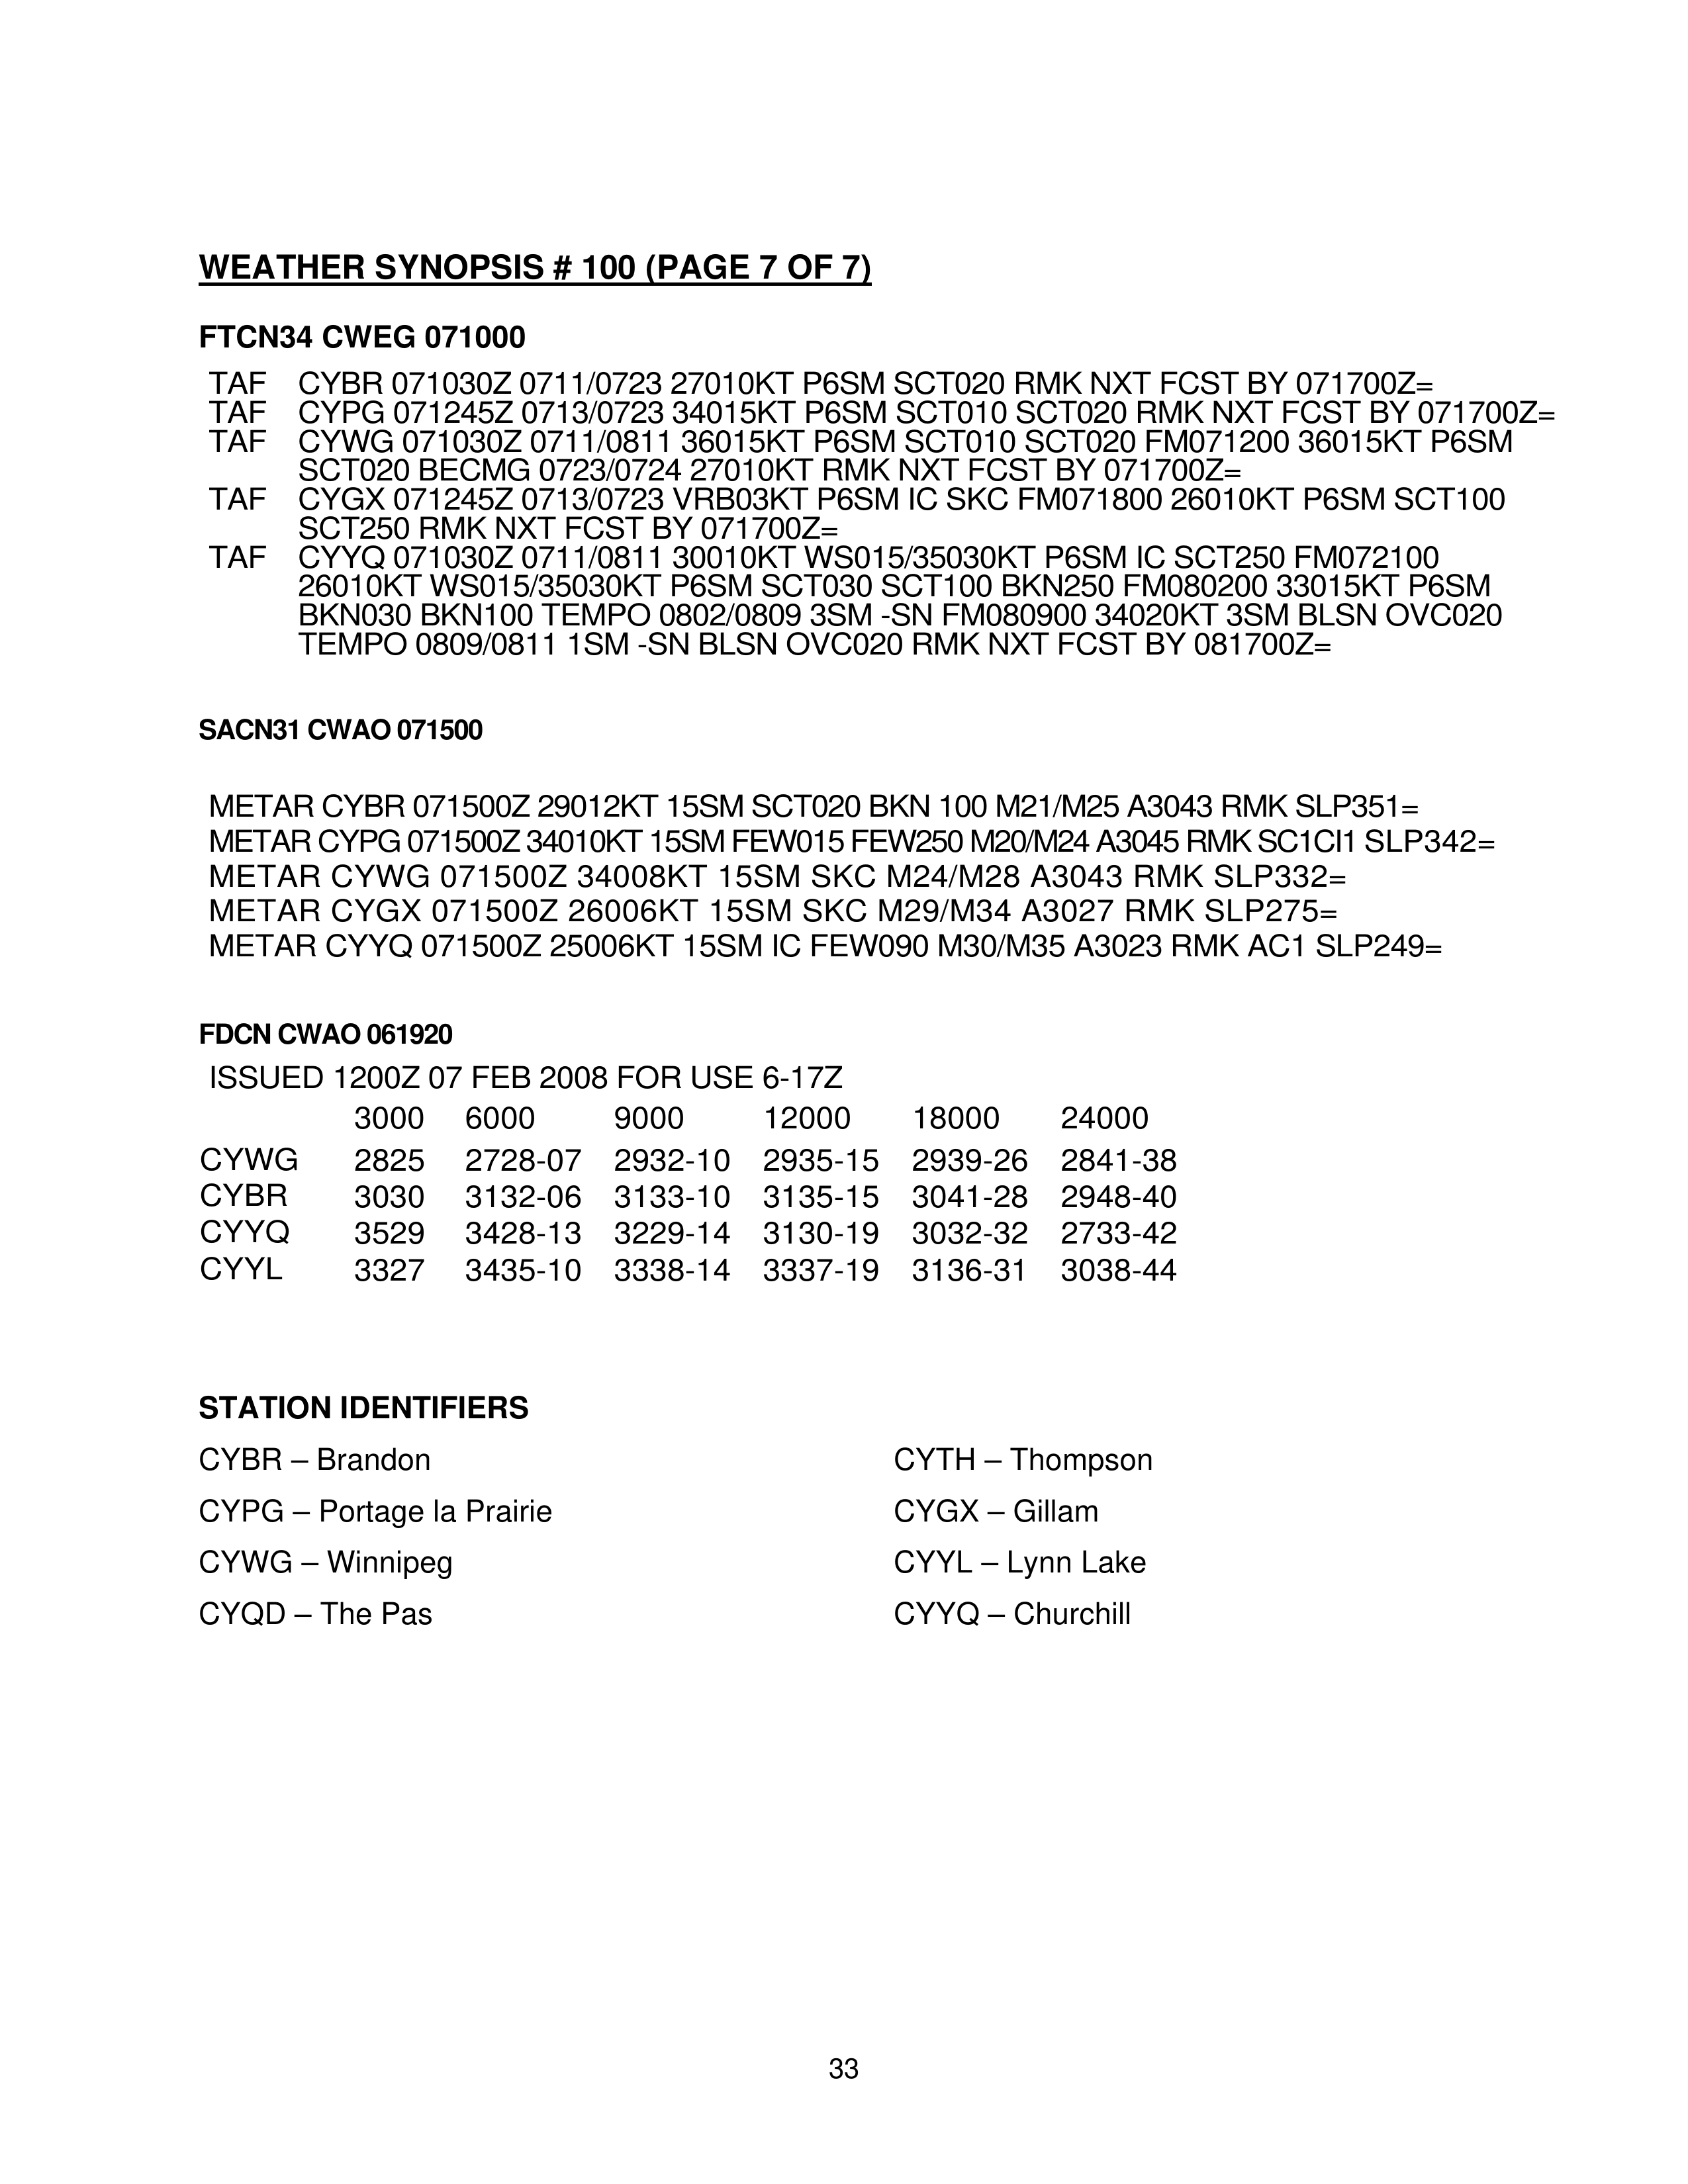 WEATHER SYNOPSIS # 100 (PAGE 7 OF 7)
FTCN34 CWEG 071000
TAF CYBR 071030Z 0711/0723 27010KT P6SM SCT020 RMK NXT FCST BY 071700Z=
TAF CYPG 071245Z 0713/0723 34015KT P6SM SCT010 SCT020 RMK NXT FCST BY 071700Z=
TAF CYWG 071030Z 0711/0811 36015KT P6SM SCT010 SCT020 FM071200 36015KT P6SM
SCT020 BECMG 0723/0724 27010KT RMK NXT FCST BY 071700Z=
TAF CYGX 071245Z 0713/0723 VRB03KT P6SM IC SKC FM071800 26010KT P6SM SCT100
SCT250 RMK NXT FCST BY 071700Z=
TAF CYYQ 071030Z 0711/0811 30010KT WS015/35030KT P6SM IC SCT250 FM072100
26010KT WS015/35030KT P6SM SCT030 SCT100 BKN250 FM080200 33015KT P6SM
BKN030 BKN100 TEMPO 0802/0809 3SM -SN FM080900 34020KT 3SM BLSN OVC020
TEMPO 0809/0811 1SM -SN BLSN OVC020 RMK NXT FCST BY 081700Z=
SACN31 CWAO 071500
METAR CYBR 071500Z 29012KT 15SM SCT020 BKN 100 M21/M25 A3043 RMK SLP351=
METAR CYPG 071500Z 34010KT 15SM FEW015 FEW250 M20/M24 A3045 RMK SC1CI1 SLP342=
METAR CYWG 071500Z 34008KT 15SM SKC M24/M28 A3043 RMK SLP332=
METAR CYGX 071500Z 26006KT 15SM SKC M29/M34 A3027 RMK SLP275=
METAR CYYQ 071500Z 25006KT 15SM IC FEW090 M30/M35 A3023 RMK AC1 SLP249=
FDCN CWAO 061920
ISSUED 1200Z 07 FEB 2008 FOR USE 6-17Z
3000 6000 9000 12000 18000 24000
CYWG 2825 2728-07 2932-10 2935-15 2939-26 2841-38
CYBR 3030 3132-06 3133-10 3135-15 3041-28 2948-40
CYYQ 3529 3428-13 3229-14 3130-19 3032-32 2733-42
CYYL 3327 3435-10 3338-14 3337-19 3136-31 3038-44
STATION IDENTIFIERS
CYBR – Brandon CYTH – Thompson
CYPG – Portage la Prairie CYGX – Gillam
CYWG – Winnipeg CYYL – Lynn Lake
CYQD – The Pas CYYQ – Churchill
33